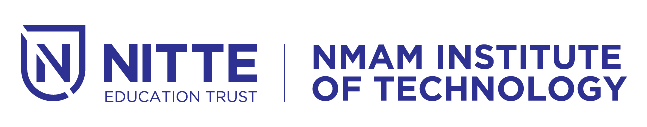 N
NITTE
EDUCATION TRUST
NMAM INSTITUTE
OF TECHNOLOGY